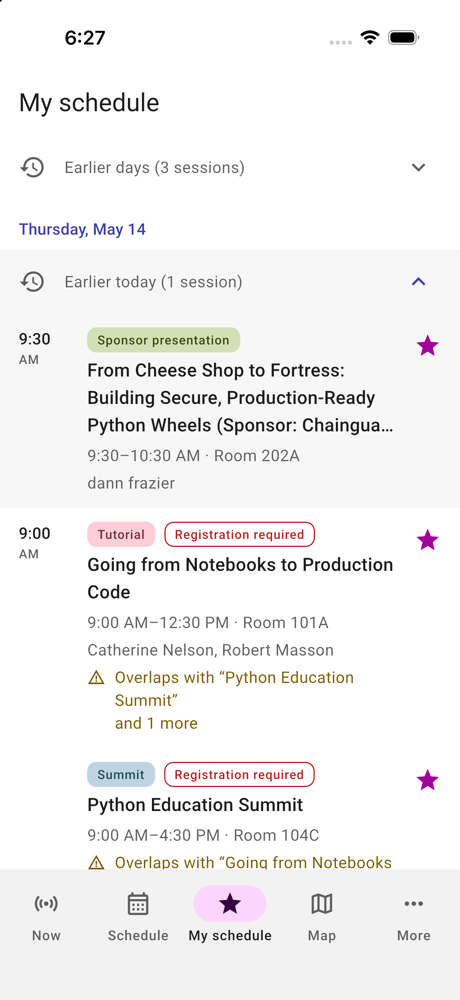 6:27
My schedule
Earlier days (3 sessions)
Thursday, May 14
Earlier today (1 session)
9:30
AM
Sponsor presentation
From Cheese Shop to Fortress:
Building Secure, Production-Ready
Python Wheels (Sponsor: Chaingua…
9:30–10:30 AM · Room 202A
dann frazier
9:00
AM
Tutorial
Registration required
Going from Notebooks to Production
Code
9:00 AM–12:30 PM · Room 101A
Catherine Nelson, Robert Masson
Overlaps with “Python Education
Summit”
and 1 more
Summit
Registration required
Python Education Summit
9:00 AM–4:30 PM · Room 104C
Overlaps with “Going from Notebooks
Now
Schedule
My schedule
Map
More